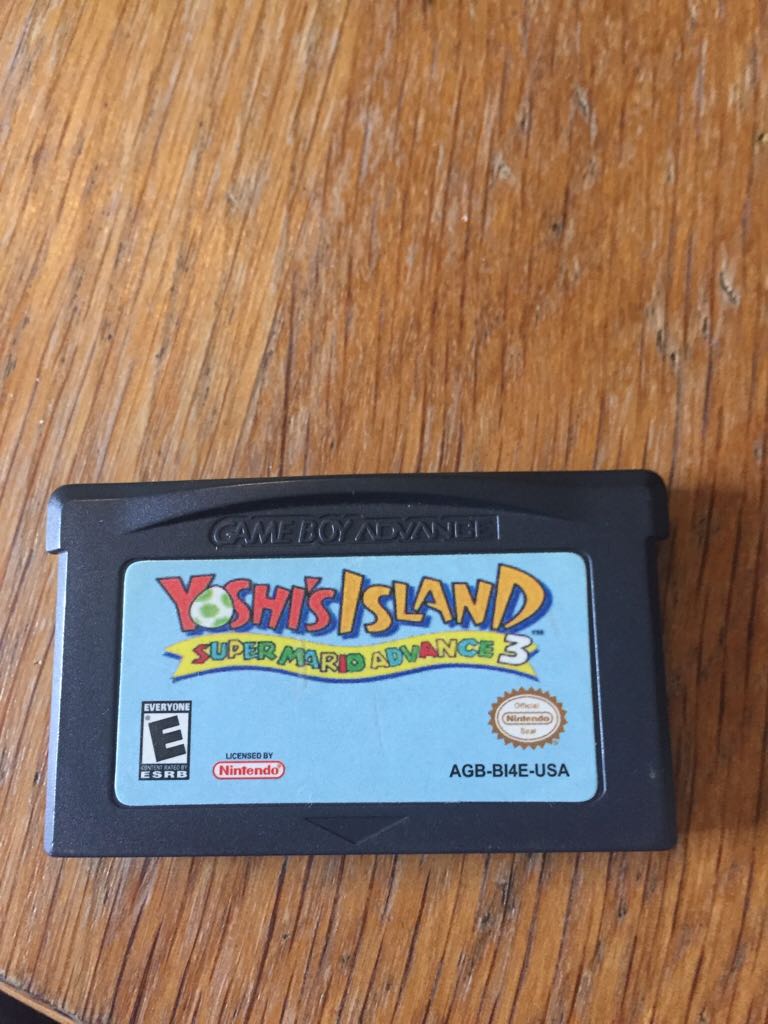 GAME BOY ADVANCE
YOSHI'S ISLAND
TM
SUPER MARIO ADVANCE 3
EVERYONE
E
CONTENT RATED BY
ESRB
LICENSED BY
Nintendo
Official
Nintendo
Seal
AGB-BI4E-USA